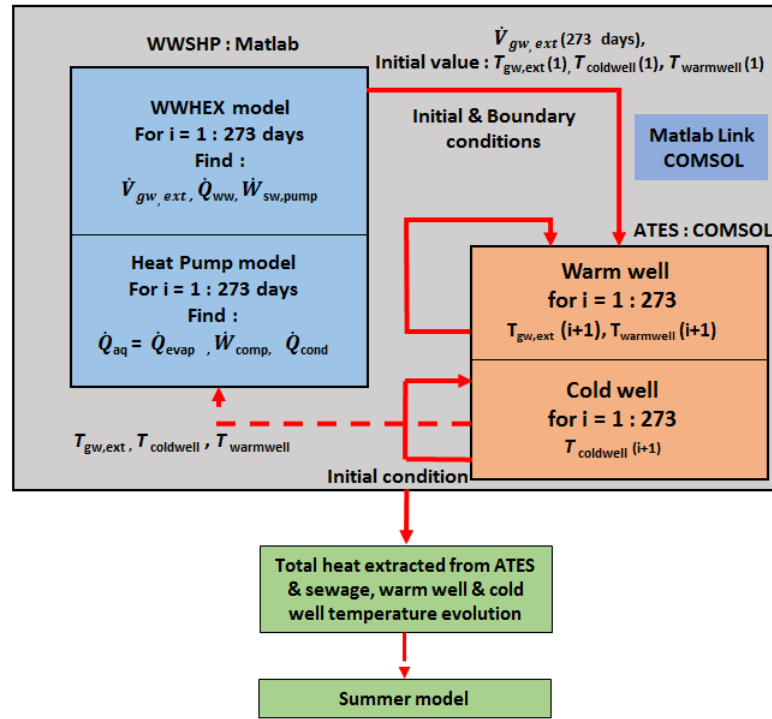 WWSHP : Matlab
V̇gw, ext (273 days),
Initial value : Tgw,ext (1), Tcoldwell (1), Twarmwell (1)
WWHEX model
For i = 1 : 273 days
Find :
V̇gw, ext , Q̇ww, Ẇsw,pump
Initial & Boundary
conditions
Matlab Link
COMSOL
ATES : COMSOL
Heat Pump model
For i = 1 : 273 days
Find :
Q̇aq = Q̇evap , Ẇcomp, Q̇cond
Warm well
for i = 1 : 273
Tgw,ext (i+1), Twarmwell (i+1)
Cold well
for i = 1 : 273
Tcoldwell (i+1)
Tgw,ext , Tcoldwell , Twarmwell
Initial condition
Total heat extracted from ATES
& sewage, warm well & cold
well temperature evolution
Summer model